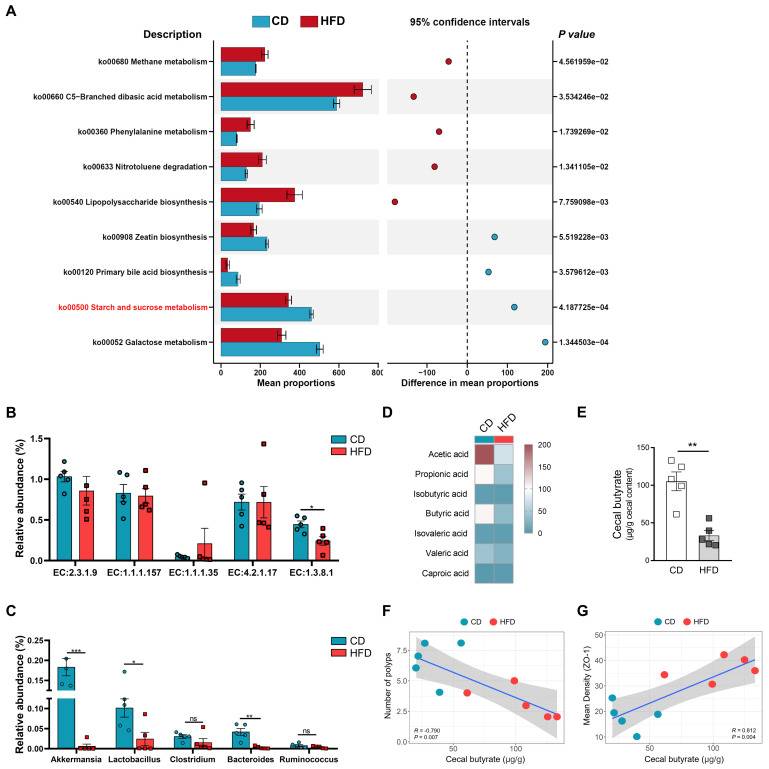 A
CD HFD
Description
95% confidence intervals
P value
ko00680 Methane metabolism
4.561959e-02
ko00660 C5-Branched dibasic acid metabolism
3.534246e-02
ko00360 Phenylalanine metabolism
1.739269e-02
ko00633 Nitrotoluene degradation
1.341105e-02
ko00540 Lipopolysaccharide biosynthesis
7.759098e-03
ko00908 Zeatin biosynthesis
5.519228e-03
ko00120 Primary bile acid biosynthesis
3.579612e-03
ko00500 Starch and sucrose metabolism
4.187725e-04
ko00052 Galactose metabolism
1.344503e-04
0 200 400 600 800
−100 0 100 200
Mean proportions
Difference in mean proportions
B
Relative abundance (%)
1.5
1.0
0.5
0.0
CD
HFD
*
EC:2.3.1.9 EC:1.1.1.157 EC:1.1.1.35 EC:4.2.1.17 EC:1.3.8.1
D
CD HFD
Acetic acid
Propionic acid
Isobutyric acid
Butyric acid
Isovaleric acid
Valeric acid
Caproic acid
200
150
100
50
0
E
Cecal butyrate
(μg/g cecal content)
150
100
50
0
**
CD HFD
C
Relative abundance (%)
0.25
0.20
0.15
0.10
0.05
0.00
CD
HFD
*** * ns ** ns
Akkermansia Lactobacillus Clostridium Bacteroides Ruminococcus
F
CD HFD
Number of polyps
7.5
5.0
2.5
0.0
R = -0.790
P = 0.007
50 100
Cecal butyrate (μg/g)
G
CD HFD
Mean Density (ZO-1)
50
40
30
20
10
R = 0.812
P = 0.004
50 100
Cecal butyrate (μg/g)